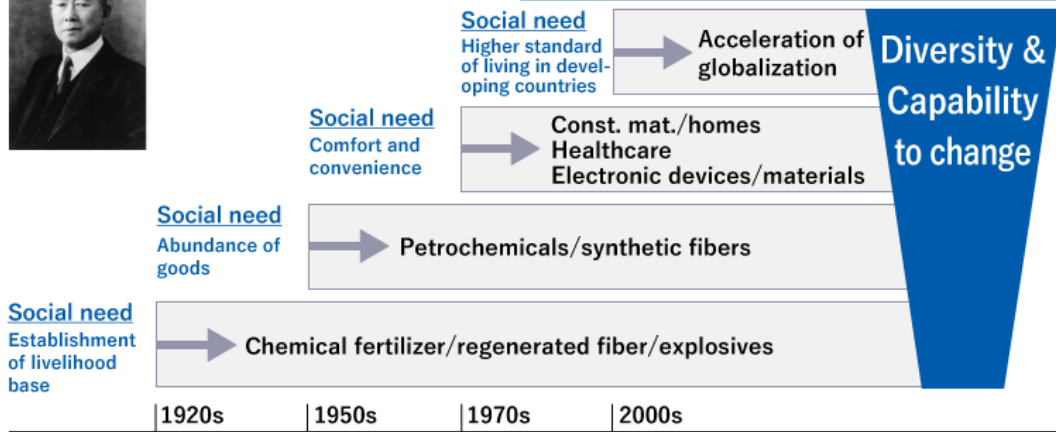 Social need
Higher standard
of living in devel-
oping countries
Acceleration of
globalization
Diversity &
Capability
to change
Social need
Comfort and
convenience
Const. mat./homes
Healthcare
Electronic devices/materials
Social need
Abundance of
goods
Petrochemicals/synthetic fibers
Social need
Establishment
of livelihood
base
Chemical fertilizer/regenerated fiber/explosives
1920s
1950s
1970s
2000s